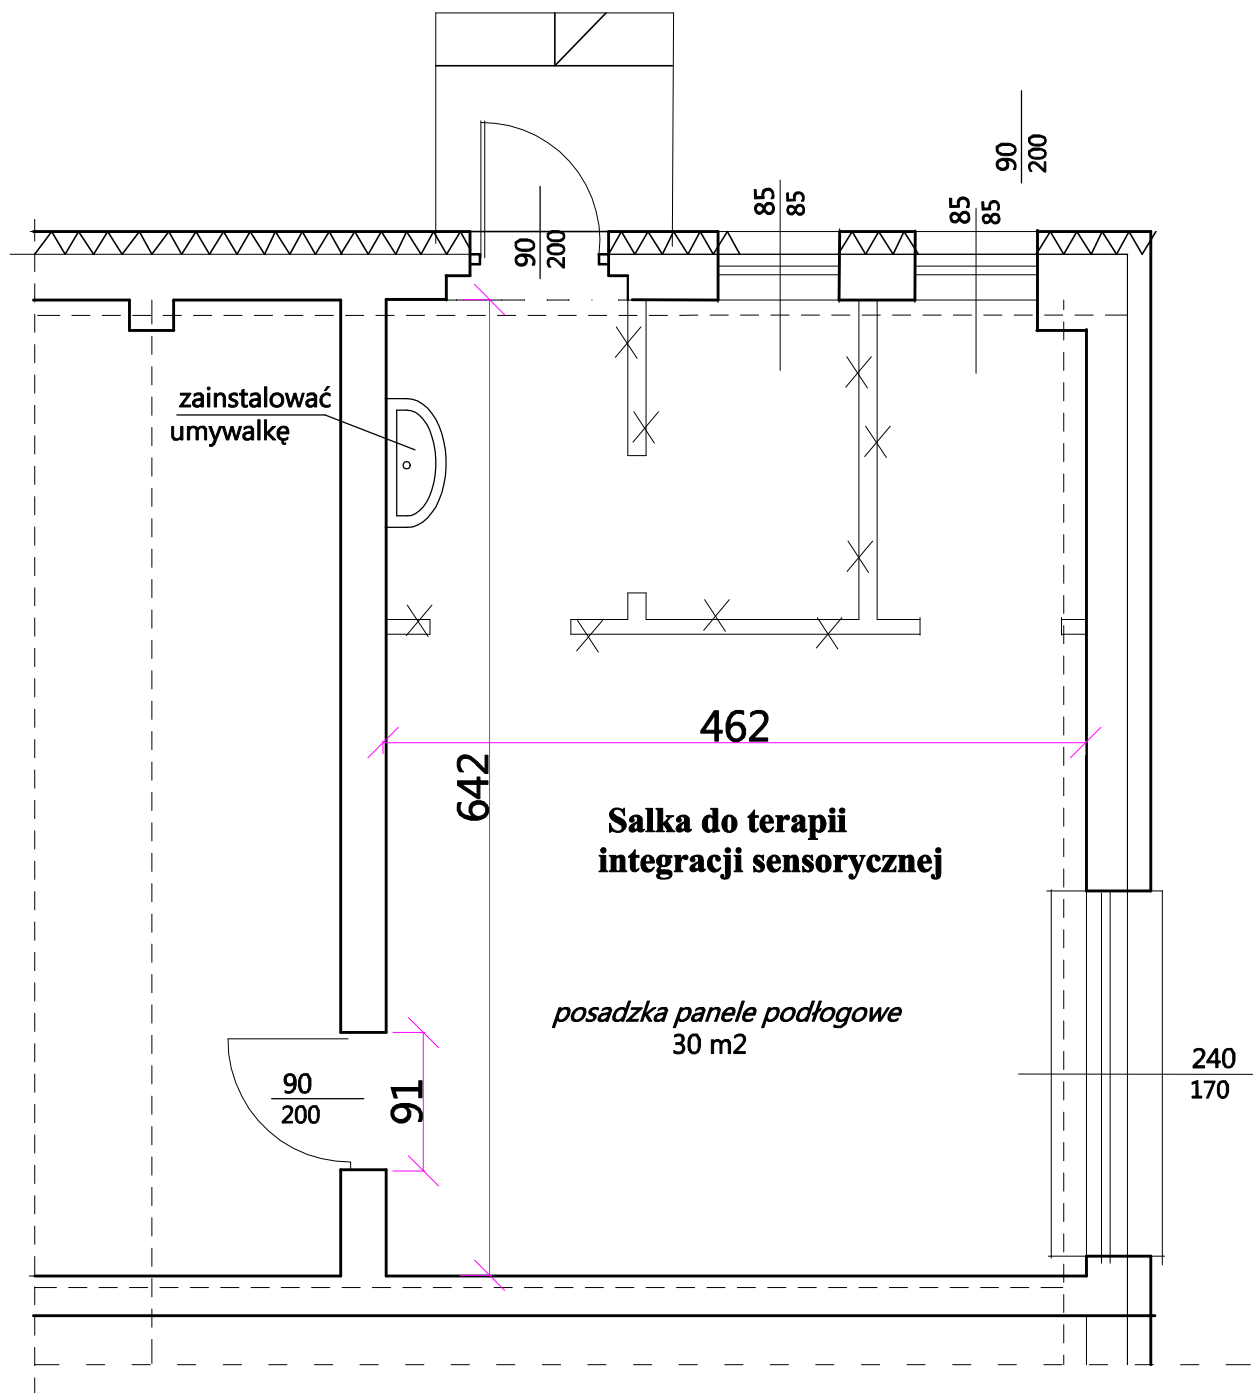 90
200
85
85
85
85
90
200
zainstalować
umywalkę
462
642
Salka do terapii
integracji sensorycznej
posadzka panele podłogowe
30 m2
240
170
90
200
91